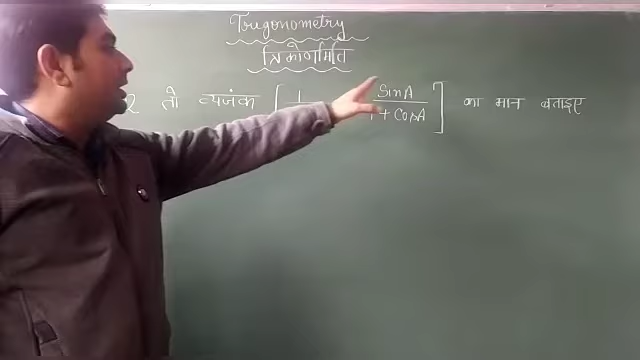 Trigonometry
त्रिकोणमिति
2 तो व्यंजक [ 1 SinA / 1 + CosA ] का मान बताइए